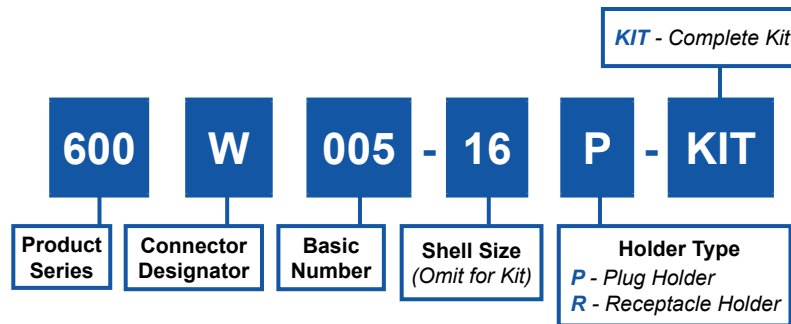 KIT - Complete Kit
600 W 005 - 16 P - KIT
Product
Series
Connector
Designator
Basic
Number
Shell Size
(Omit for Kit)
Holder Type
P - Plug Holder
R - Receptacle Holder